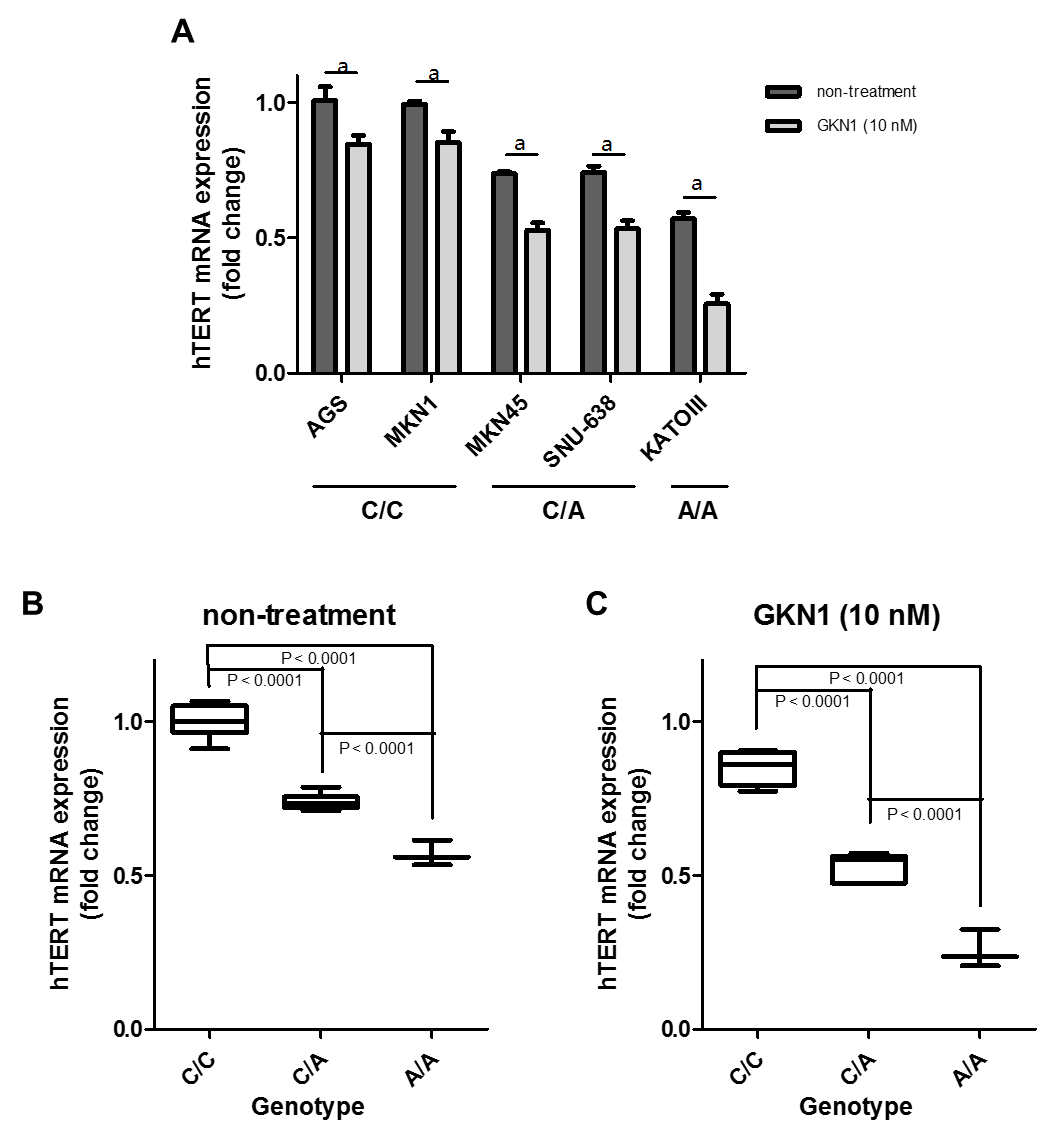 A
hTERT mRNA expression
(fold change)
1.0
0.5
0.0
a
a
a
a
a
non-treatment
GKN1 (10 nM)
AGS
MKN1
MKN45
SNU-638
KATOIII
C/C
C/A
A/A
B
non-treatment
P < 0.0001
P < 0.0001
P < 0.0001
hTERT mRNA expression
(fold change)
1.0
0.5
0.0
C/C
C/A
A/A
Genotype
C
GKN1 (10 nM)
P < 0.0001
P < 0.0001
P < 0.0001
hTERT mRNA expression
(fold change)
1.0
0.5
0.0
C/C
C/A
A/A
Genotype